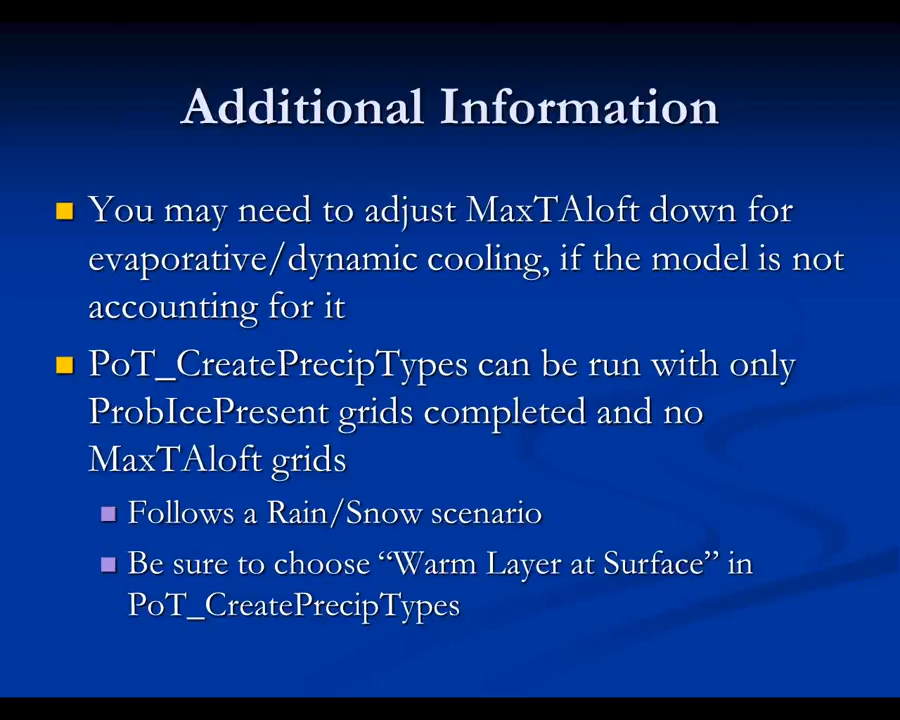 Additional Information
You may need to adjust MaxTAloft down for
evaporative/dynamic cooling, if the model is not
accounting for it
PoT_CreatePrecipTypes can be run with only
ProbIcePresent grids completed and no
MaxTAloft grids
Follows a Rain/Snow scenario
Be sure to choose “Warm Layer at Surface” in
PoT_CreatePrecipTypes